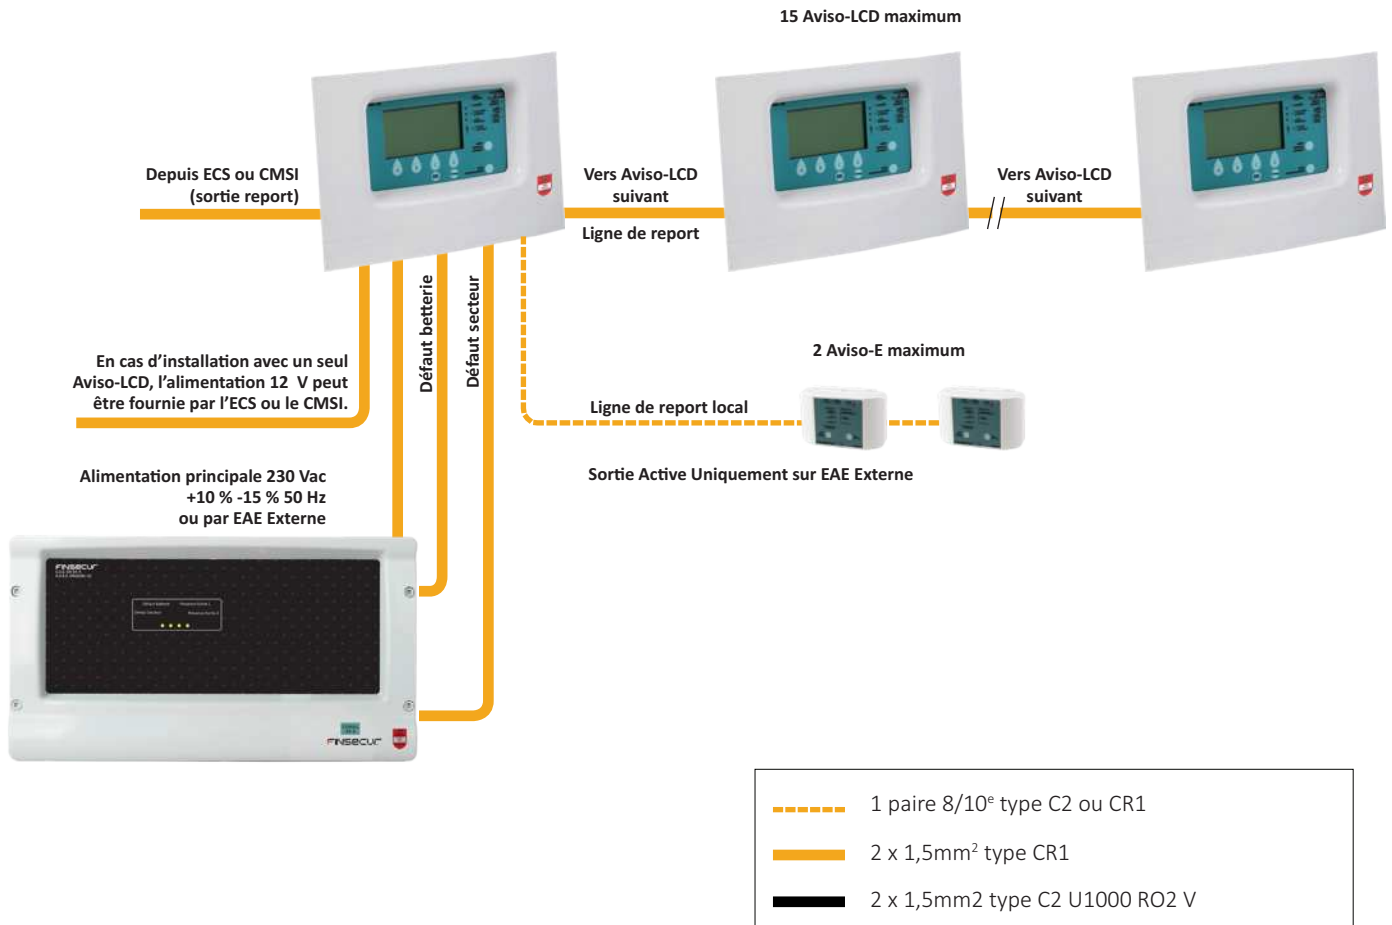 15 Aviso-LCD maximum
Depuis ECS ou CMSI
(sortie report)
Vers Aviso-LCD
suivant
Ligne de report
Vers Aviso-LCD
suivant
Défaut betterie
Défaut secteur
En cas d'installation avec un seul
Aviso-LCD, l'alimentation 12 V peut
être fournie par l'ECS ou le CMSI.
2 Aviso-E maximum
Ligne de report local
Sortie Active Uniquement sur EAE Externe
Alimentation principale 230 Vac
+10 % -15 % 50 Hz
ou par EAE Externe
FINSECUR
FINSECUR
1 paire 8/10e type C2 ou CR1
2 x 1,5mm² type CR1
2 x 1,5mm2 type C2 U1000 RO2 V